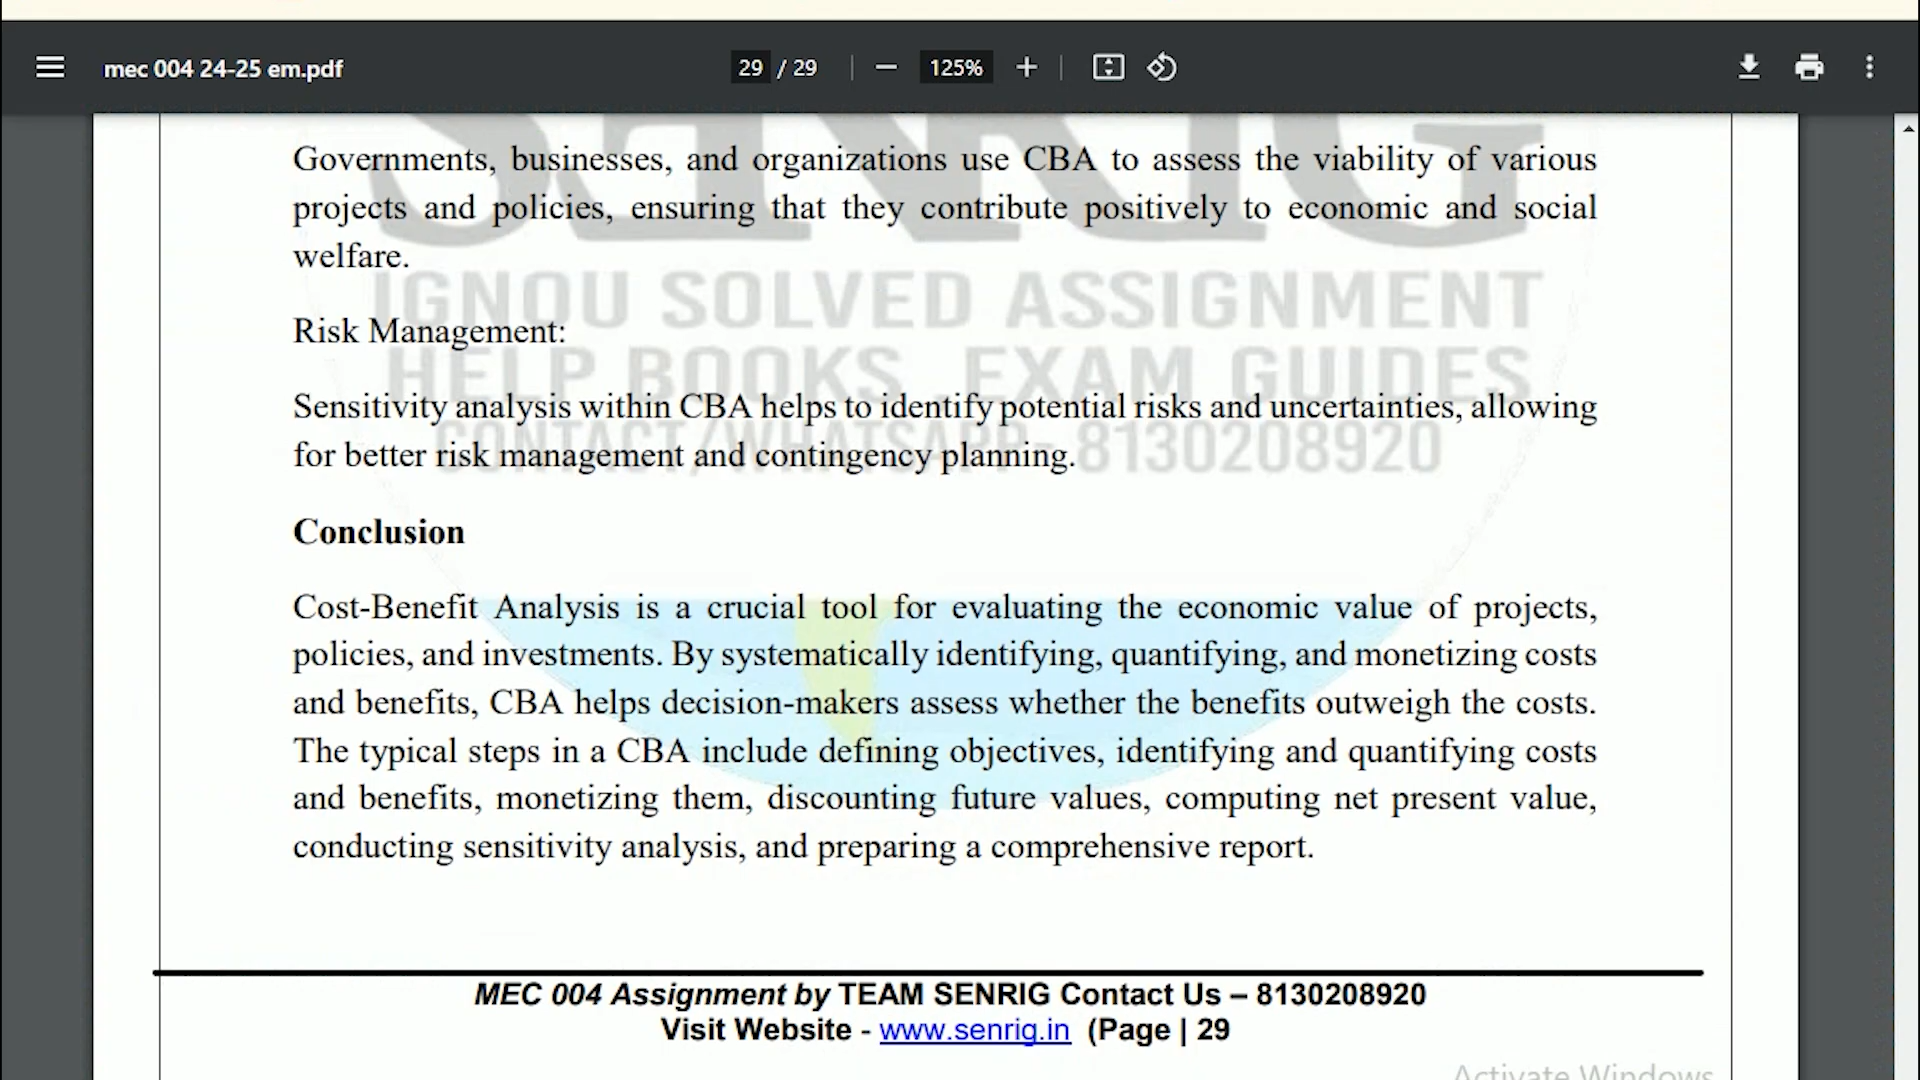 mec 004 24-25 em.pdf
29 / 29
125%
Governments, businesses, and organizations use CBA to assess the viability of various
projects and policies, ensuring that they contribute positively to economic and social
welfare.
IGNOU SOLVED ASSIGNMENT
Risk Management:
HELP BOOKS, EXAM GUIDES
Sensitivity analysis within CBA helps to identify potential risks and uncertainties, allowing
CONTACT/WHATSAPP- 8130208920
for better risk management and contingency planning.
Conclusion
Cost-Benefit Analysis is a crucial tool for evaluating the economic value of projects,
policies, and investments. By systematically identifying, quantifying, and monetizing costs
and benefits, CBA helps decision-makers assess whether the benefits outweigh the costs.
The typical steps in a CBA include defining objectives, identifying and quantifying costs
and benefits, monetizing them, discounting future values, computing net present value,
conducting sensitivity analysis, and preparing a comprehensive report.
MEC 004 Assignment by TEAM SENRIG Contact Us – 8130208920
Visit Website - www.senrig.in (Page | 29
Activate Windows